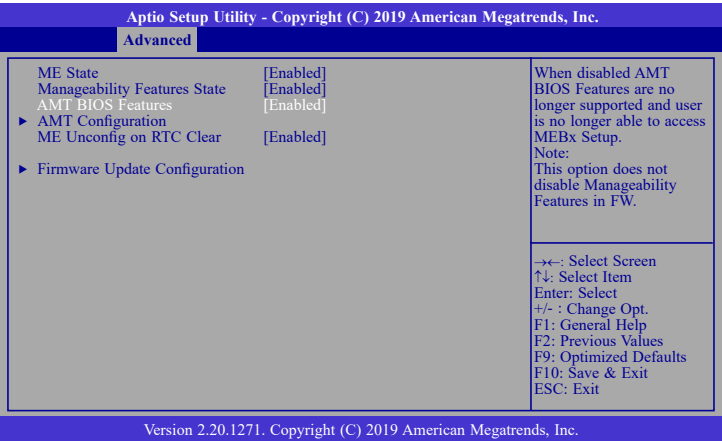 Aptio Setup Utility - Copyright (C) 2019 American Megatrends, Inc.
Advanced
ME State [Enabled]
Manageability Features State [Enabled]
AMT BIOS Features [Enabled]
► AMT Configuration
ME Unconfig on RTC Clear [Enabled]
► Firmware Update Configuration
When disabled AMT
BIOS Features are no
longer supported and user
is no longer able to access
MEBx Setup.
Note:
This option does not
disable Manageability
Features in FW.
→←: Select Screen
↑↓: Select Item
Enter: Select
+/- : Change Opt.
F1: General Help
F2: Previous Values
F9: Optimized Defaults
F10: Save & Exit
ESC: Exit
Version 2.20.1271. Copyright (C) 2019 American Megatrends, Inc.